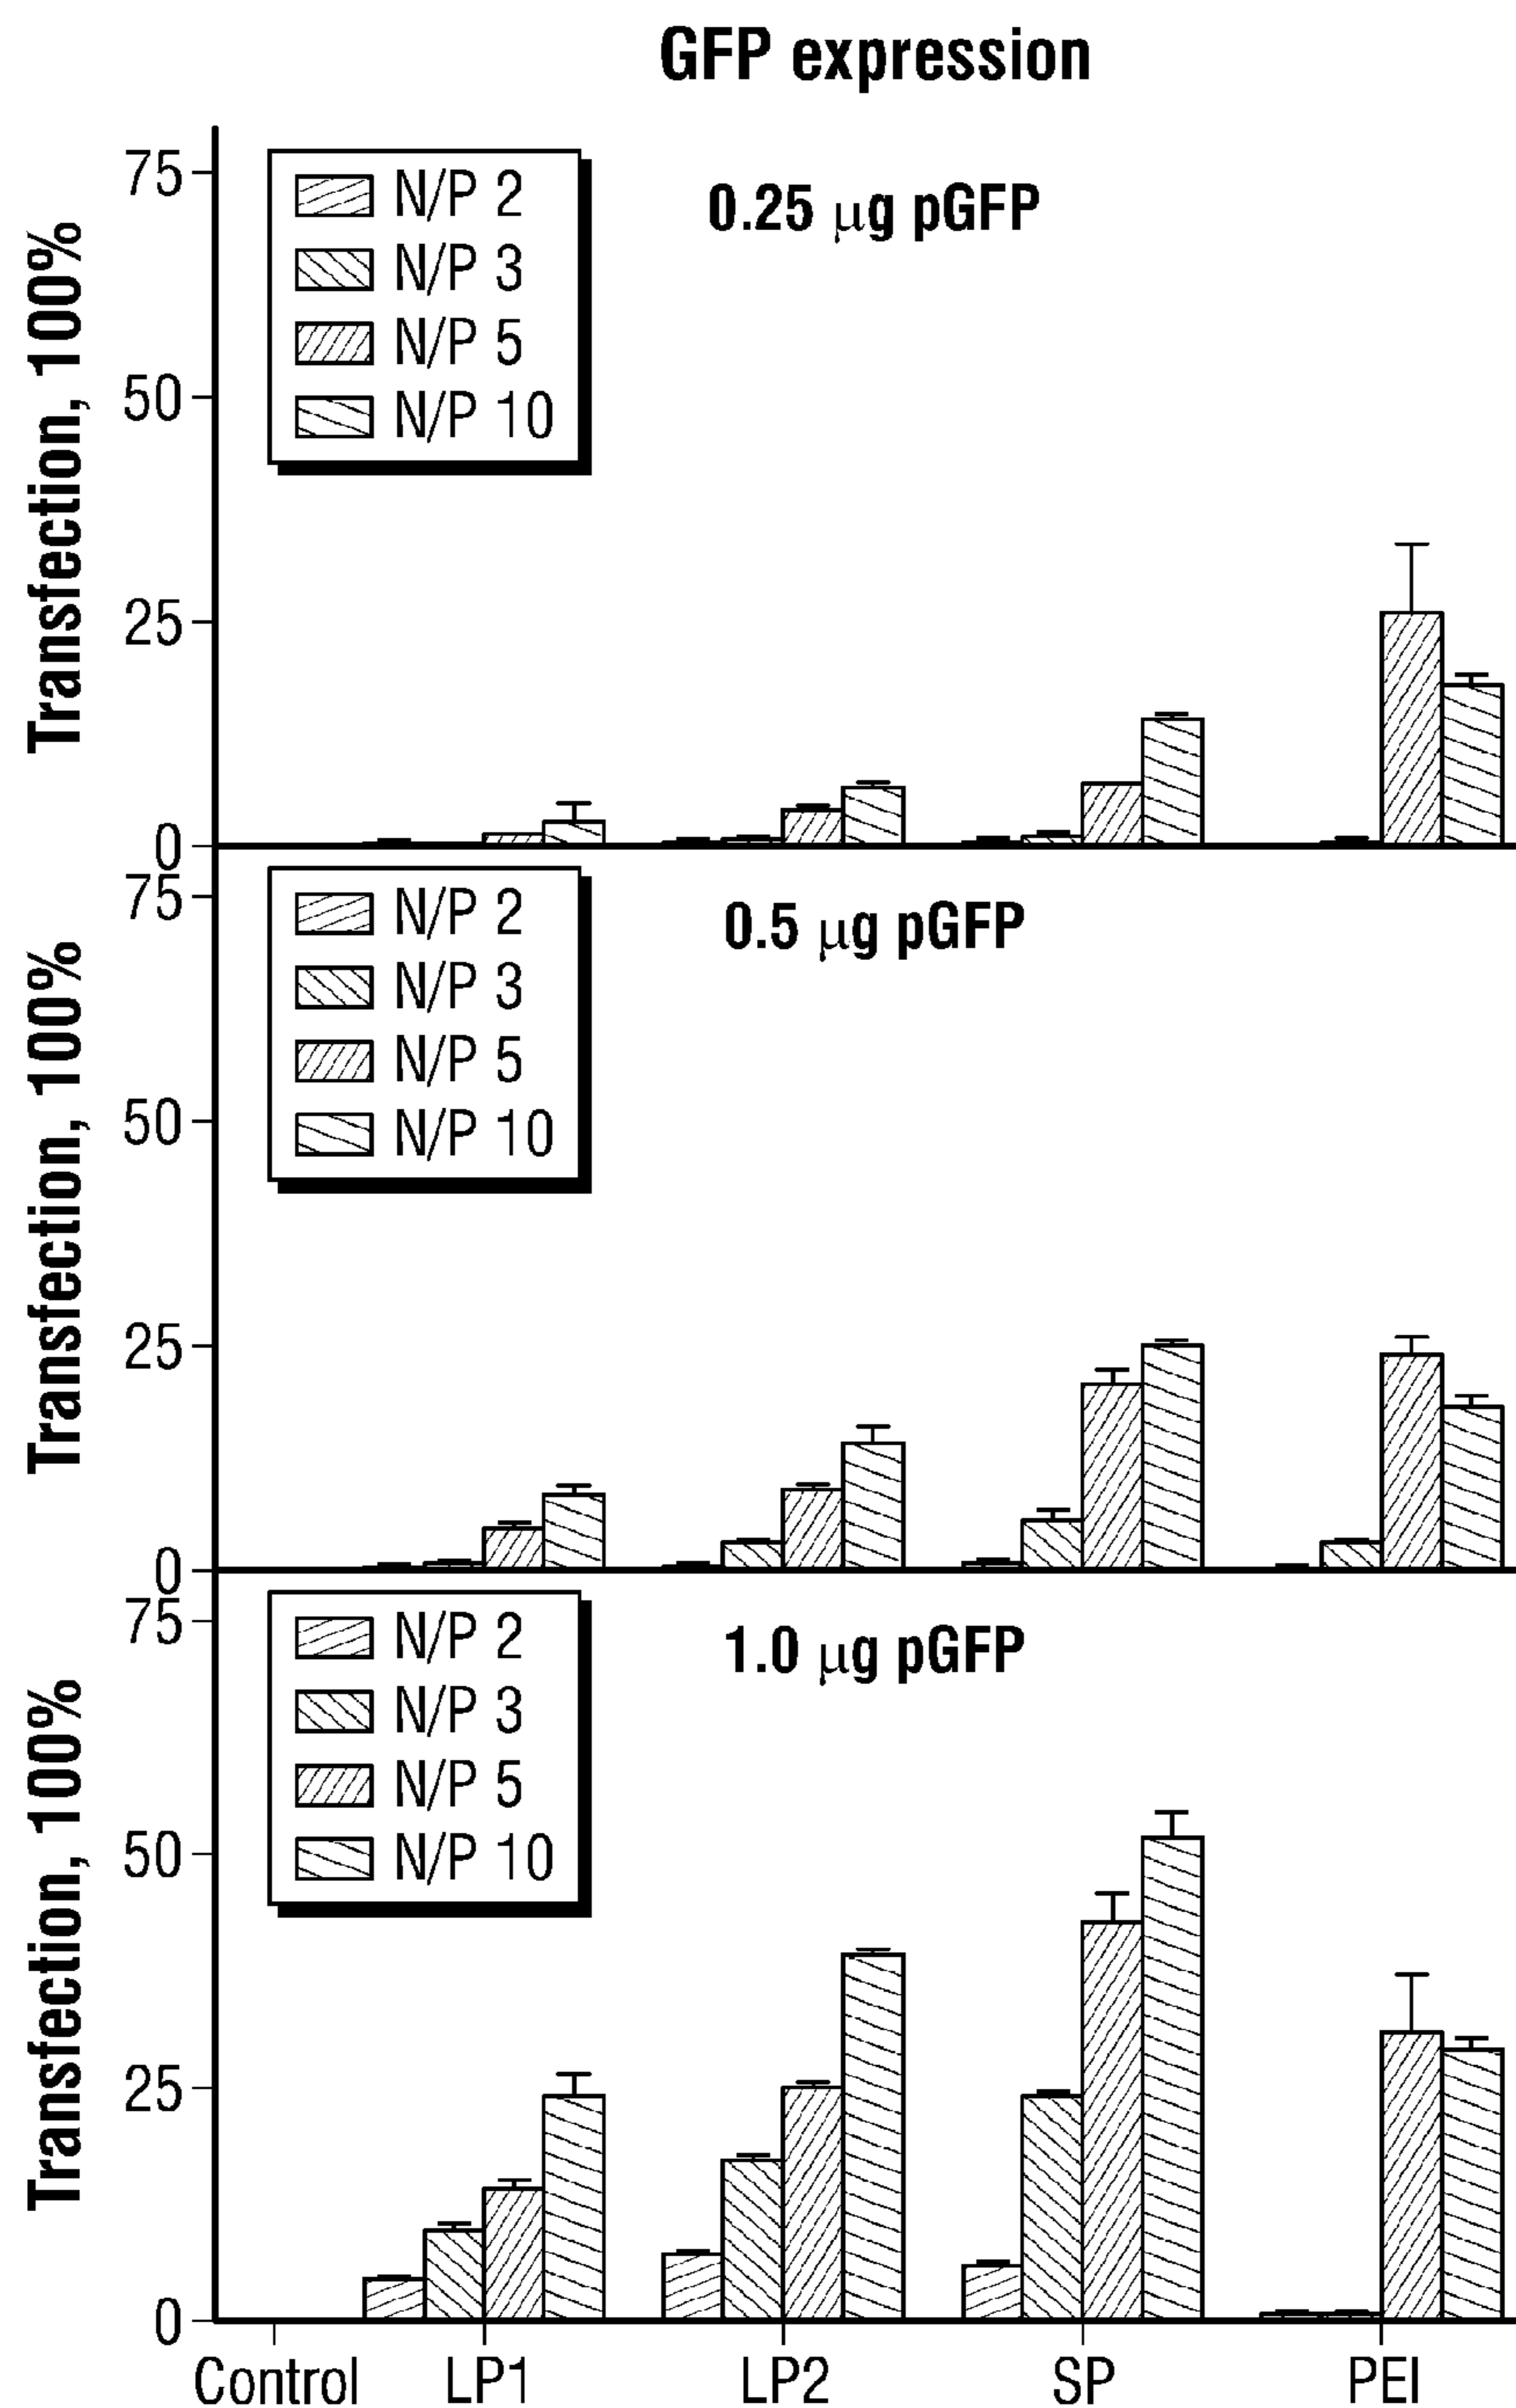 GFP expression
Transfection, 100%
75
50
25
0
N/P 2
N/P 3
N/P 5
N/P 10
0.25 µg pGFP
Transfection, 100%
75
50
25
0
N/P 2
N/P 3
N/P 5
N/P 10
0.5 µg pGFP
Transfection, 100%
75
50
25
0
N/P 2
N/P 3
N/P 5
N/P 10
1.0 µg pGFP
Control LP1 LP2 SP PEI